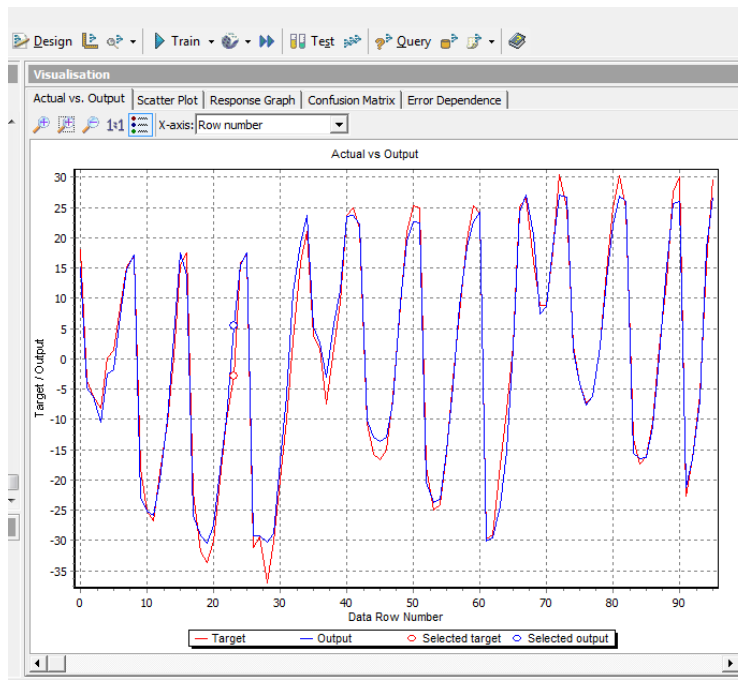 Design Train Test Query
Visualisation
Actual vs. Output Scatter Plot Response Graph Confusion Matrix Error Dependence
1:1 X-axis: Row number
Actual vs Output
30
25
20
15
10
5
0
-5
-10
-15
-20
-25
-30
-35
Target / Output
0 10 20 30 40 50 60 70 80 90
Data Row Number
Target Output Selected target Selected output